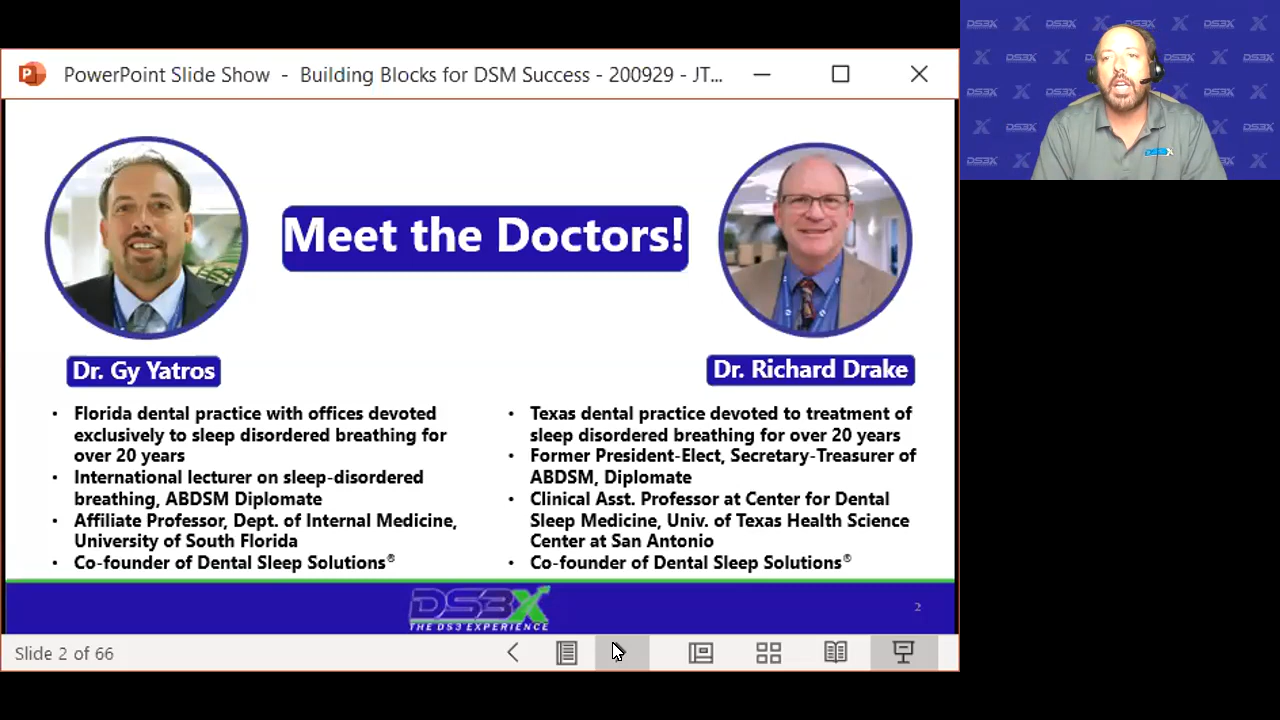 PowerPoint Slide Show - Building Blocks for DSM Success - 200929 - JT...
Meet the Doctors!
Dr. Gy Yatros
• Florida dental practice with offices devoted
exclusively to sleep disordered breathing for
over 20 years
• International lecturer on sleep-disordered
breathing, ABDSM Diplomate
• Affiliate Professor, Dept. of Internal Medicine,
University of South Florida
• Co-founder of Dental Sleep Solutions®
Dr. Richard Drake
• Texas dental practice devoted to treatment of
sleep disordered breathing for over 20 years
• Former President-Elect, Secretary-Treasurer of
ABDSM, Diplomate
• Clinical Asst. Professor at Center for Dental
Sleep Medicine, Univ. of Texas Health Science
Center at San Antonio
• Co-founder of Dental Sleep Solutions®
DS3X
THE DS3 EXPERIENCE
2
Slide 2 of 66
DS3X